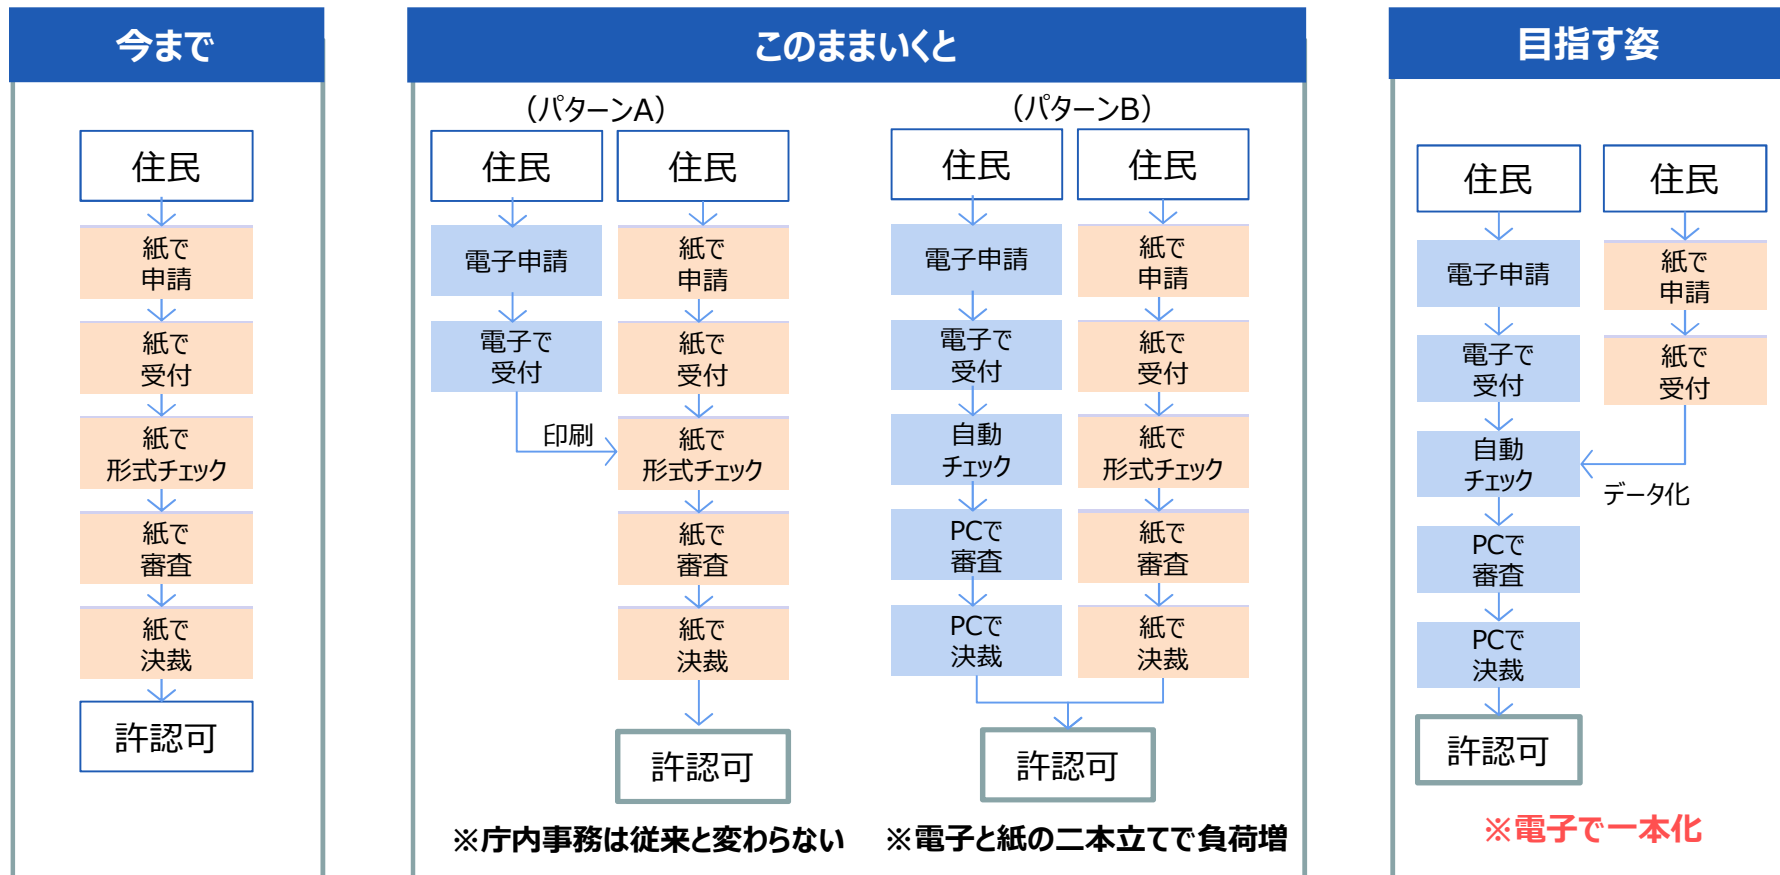 今まで
住民
紙で
申請
紙で
受付
紙で
形式チェック
紙で
審査
紙で
決裁
許認可
このままいくと
（パターンA）
住民
電子申請
電子で
受付
印刷
住民
紙で
申請
紙で
受付
紙で
形式チェック
紙で
審査
紙で
決裁
許認可
※庁内事務は従来と変わらない
（パターンB）
住民
電子申請
電子で
受付
自動
チェック
PCで
審査
PCで
決裁
住民
紙で
申請
紙で
受付
紙で
形式チェック
紙で
審査
紙で
決裁
許認可
※電子と紙の二本立てで負荷増
目指す姿
住民
電子申請
電子で
受付
自動
チェック
PCで
審査
PCで
決裁
許認可
住民
紙で
申請
紙で
受付
データ化
※電子で一本化